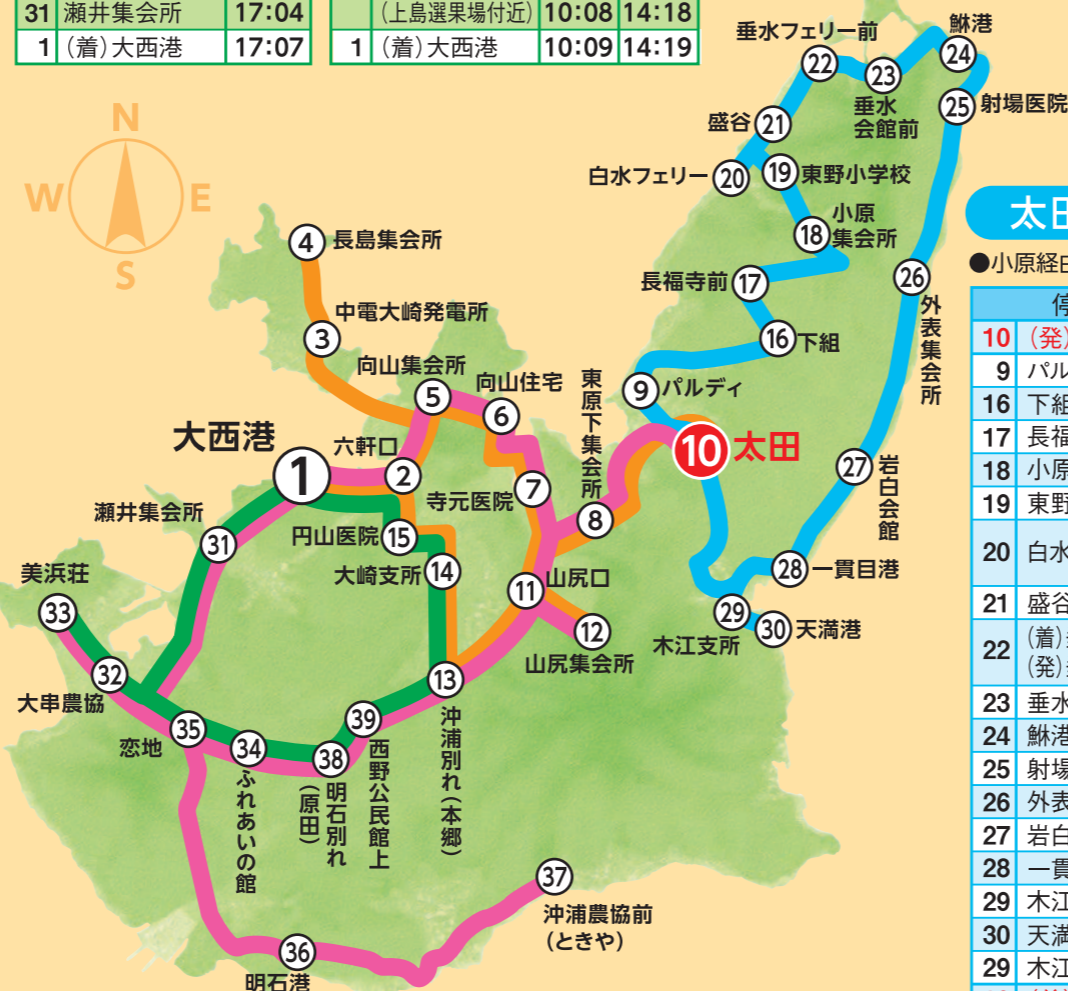 31 瀬井集会所 17:04
1 (着)大西港 17:07
(上島選果場付近) 10:08 14:18
1 (着)大西港 10:09 14:19
N
W E
S
垂水フェリー前
22
鮴港
24
23
垂水
会館前
25 射場医院
盛谷 21
白水フェリー 20
19 東野小学校
小原
18 集会所
長福寺前 17
16 下組
26
外表集会所
9 パルディ
10 太田
27
岩白会館
28 一貫目港
29
木江支所
30 天満港
4 長島集会所
3
中電大崎発電所
向山集会所
5
向山住宅
6
東原下集会所
8
大西港
1
六軒口
2
寺元医院 7
円山医院 15
大崎支所 14
山尻口
11
12
山尻集会所
瀬井集会所
31
美浜荘
33
32
大串農協
35
恋地
34
ふれあいの館
38
明石別れ
(原田)
39
西野公民館上
13
沖浦別れ(本郷)
37
沖浦農協前
(ときや)
36
明石港
太田
●小原経由
停
10 (発)
9 パル
16 下組
17 長福
18 小原
19 東野
20 白水
21 盛谷
22 (着)
(発)
23 垂水
24 鮴港
25 射場
26 外表
27 岩白
28 一貫
29 木江
30 天満
29 木江